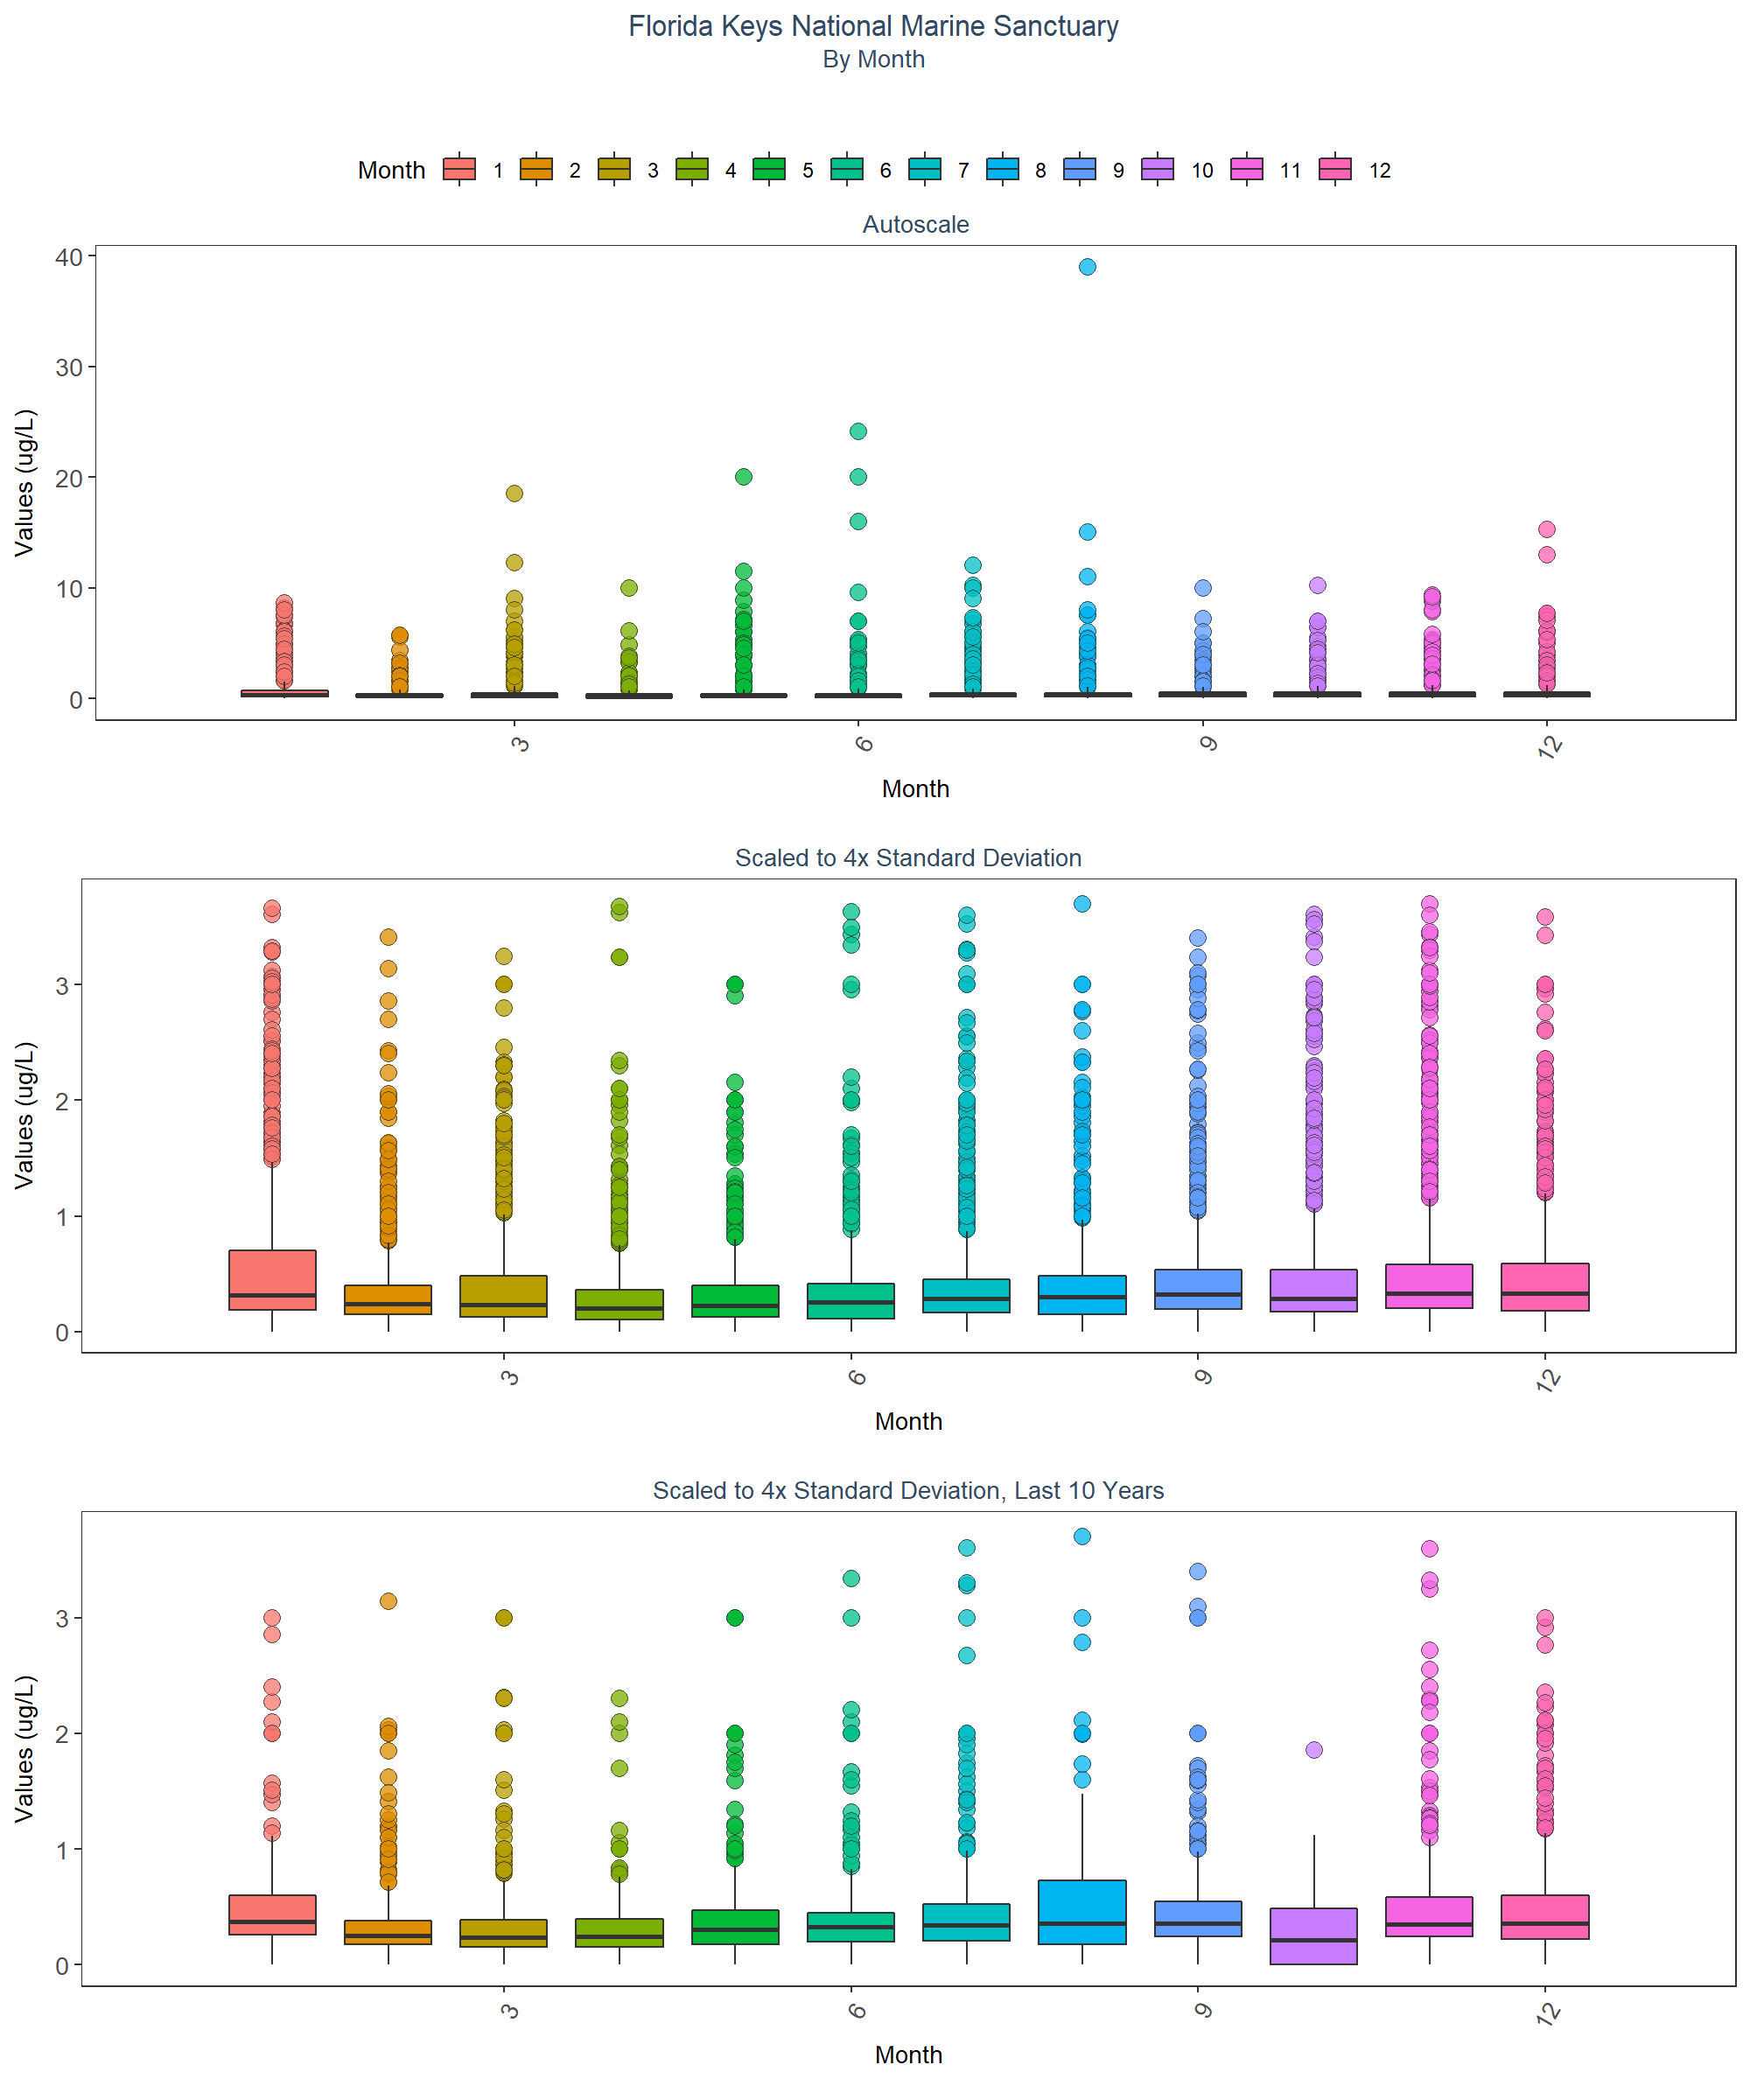 Florida Keys National Marine Sanctuary
By Month
Month 1 2 3 4 5 6 7 8 9 10 11 12
Autoscale
40
30
20
10
0
Values (ug/L)
3 6 9 12
Month
Scaled to 4x Standard Deviation
3
2
1
0
Values (ug/L)
3 6 9 12
Month
Scaled to 4x Standard Deviation, Last 10 Years
3
2
1
0
Values (ug/L)
3 6 9 12
Month